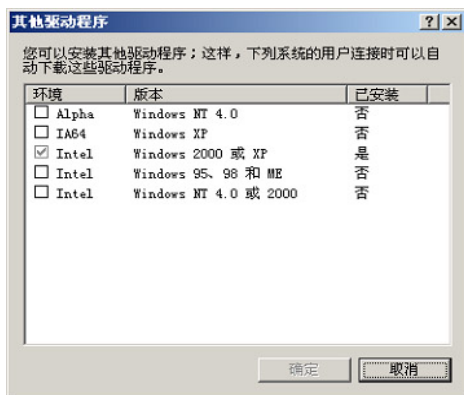 其他驱动程序
您可以安装其他驱动程序；这样，下列系统的用户连接时可以自
动下载这些驱动程序。
环境 版本 已安装
Alpha Windows NT 4.0 否
IA64 Windows XP 否
Intel Windows 2000 或 XP 是
Intel Windows 95、98 和 ME 否
Intel Windows NT 4.0 或 2000 否
确定 取消